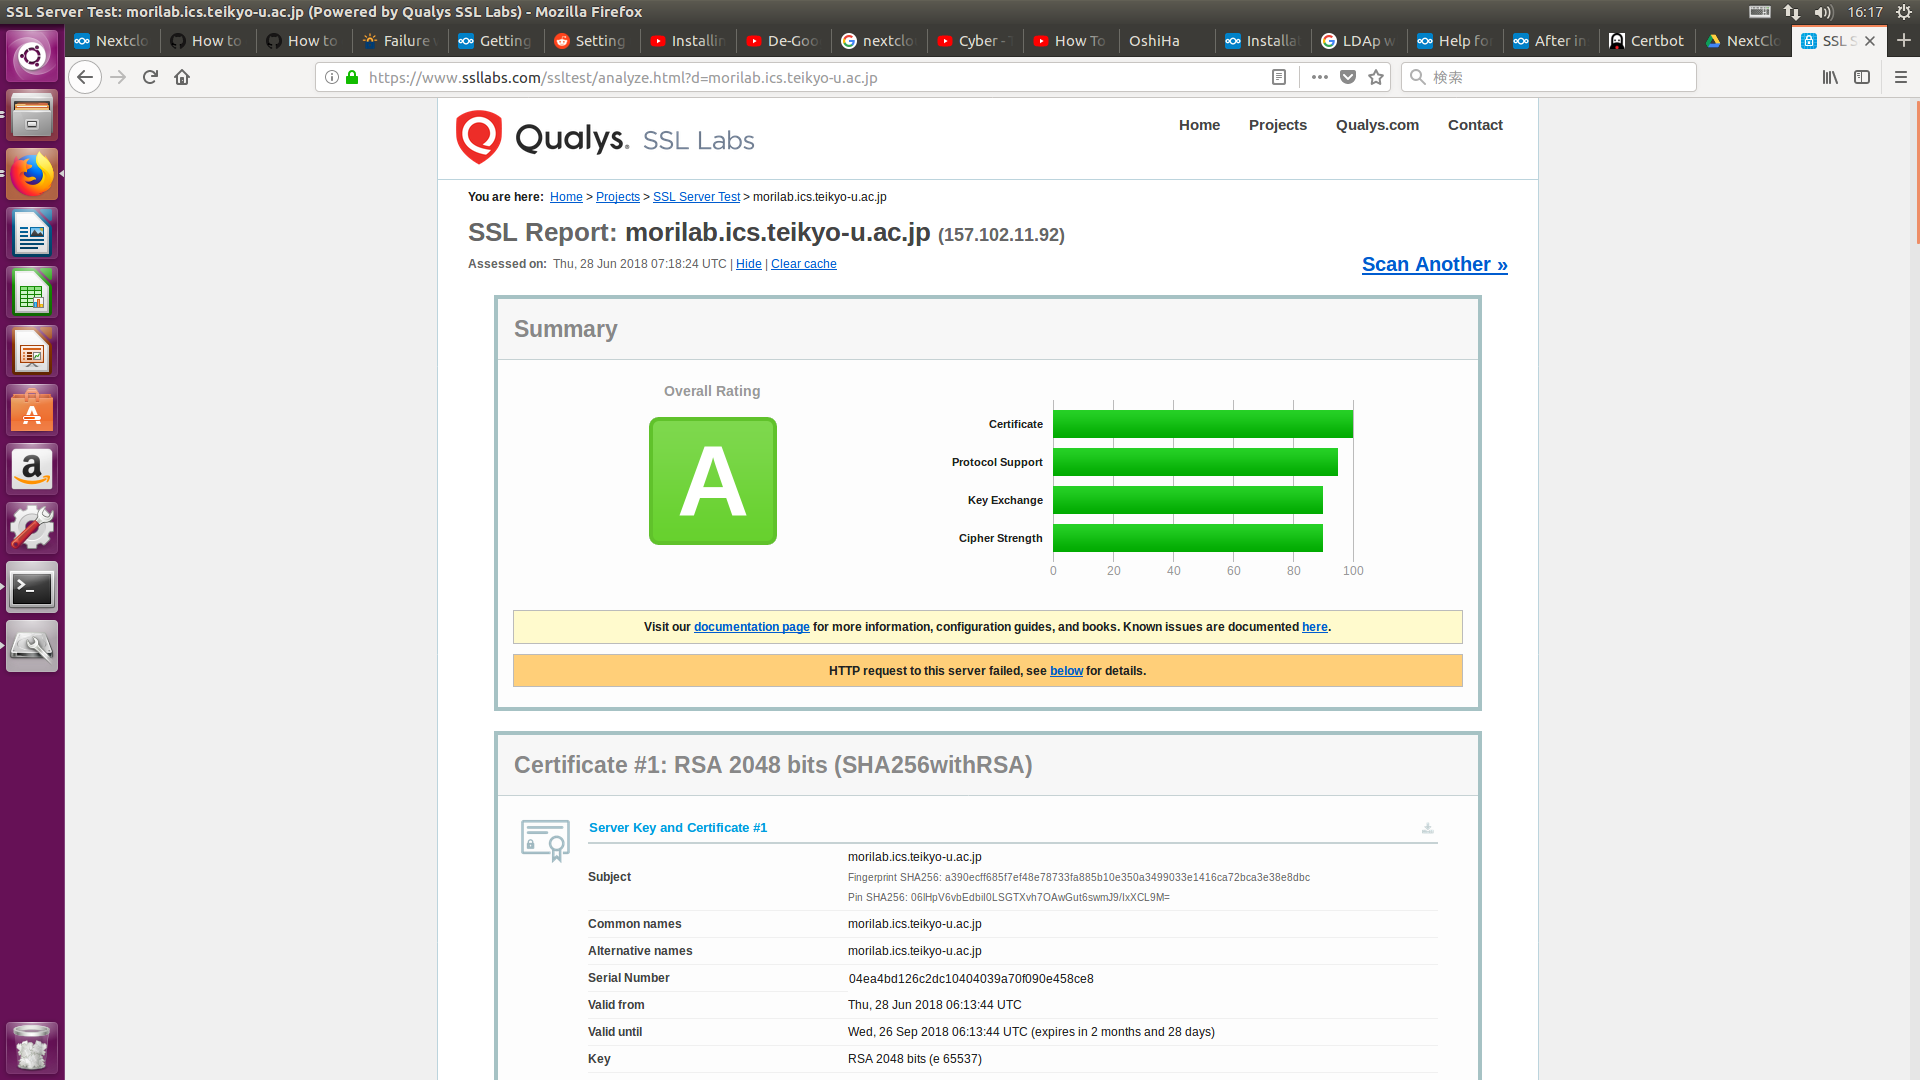 SSL Server Test: morilab.ics.teikyo-u.ac.jp (Powered by Qualys SSL Labs) - Mozilla Firefox
16:17
Nextclo
How to
How to
Failure
Getting
Setting
Installin
De-Goo
nextclo
Cyber -
How To
OshiHa
Installa
LDAp w
Help fo
After in
Certbot
NextClo
SSL S
https://www.ssllabs.com/ssltest/analyze.html?d=morilab.ics.teikyo-u.ac.jp
検索
Qualys. SSL Labs
Home Projects Qualys.com Contact
You are here: Home > Projects > SSL Server Test > morilab.ics.teikyo-u.ac.jp
SSL Report: morilab.ics.teikyo-u.ac.jp (157.102.11.92)
Assessed on: Thu, 28 Jun 2018 07:18:24 UTC | Hide | Clear cache
Scan Another »
Summary
Overall Rating
A
Certificate
Protocol Support
Key Exchange
Cipher Strength
0 20 40 60 80 100
Visit our documentation page for more information, configuration guides, and books. Known issues are documented here.
HTTP request to this server failed, see below for details.
Certificate #1: RSA 2048 bits (SHA256withRSA)
Server Key and Certificate #1
Subject
morilab.ics.teikyo-u.ac.jp
Fingerprint SHA256: a390ecff685f7ef48e78733fa885b10e350a3499033e1416ca72bca3e38e8dbc
Pin SHA256: 06lHpV6vbEdbil0LSGTXvh7OAwGut6swmJ9/IxXCL9M=
Common names morilab.ics.teikyo-u.ac.jp
Alternative names morilab.ics.teikyo-u.ac.jp
Serial Number 04ea4bd126c2dc10404039a70f090e458ce8
Valid from Thu, 28 Jun 2018 06:13:44 UTC
Valid until Wed, 26 Sep 2018 06:13:44 UTC (expires in 2 months and 28 days)
Key RSA 2048 bits (e 65537)